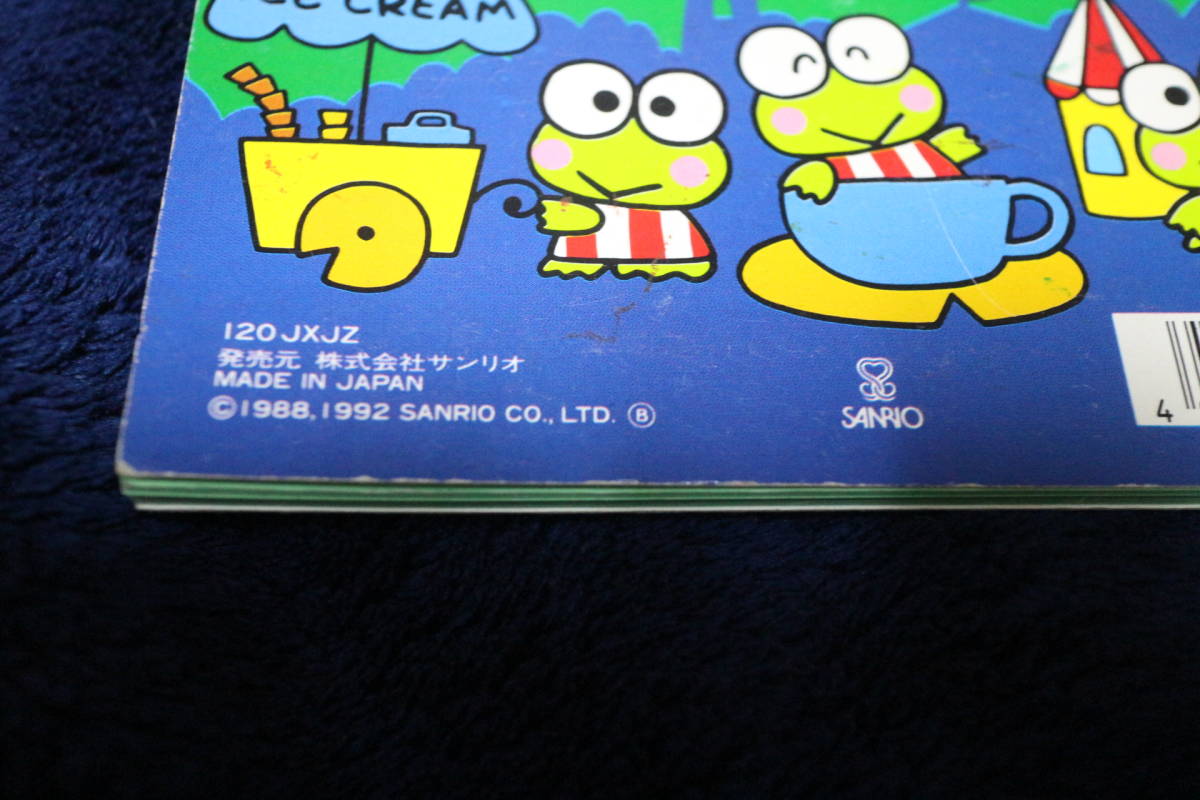 ICE CREAM
120 JXJZ
発売元 株式会社サンリオ
MADE IN JAPAN
©1988,1992 SANRIO CO., LTD. Ⓑ
SANRIO
4